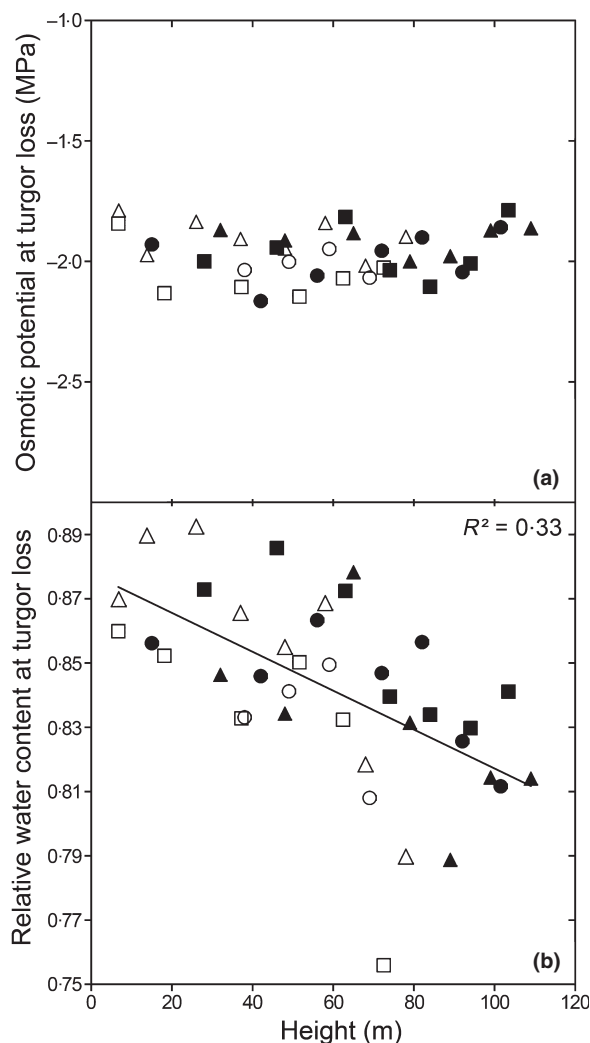 Osmotic potential at turgor loss (MPa)
–1·0
–1·5
–2·0
–2·5
(a)
Relative water content at turgor loss
R² = 0·33
0·89
0·87
0·85
0·83
0·81
0·79
0·77
0·75
(b)
0 20 40 60 80 100 120
Height (m)